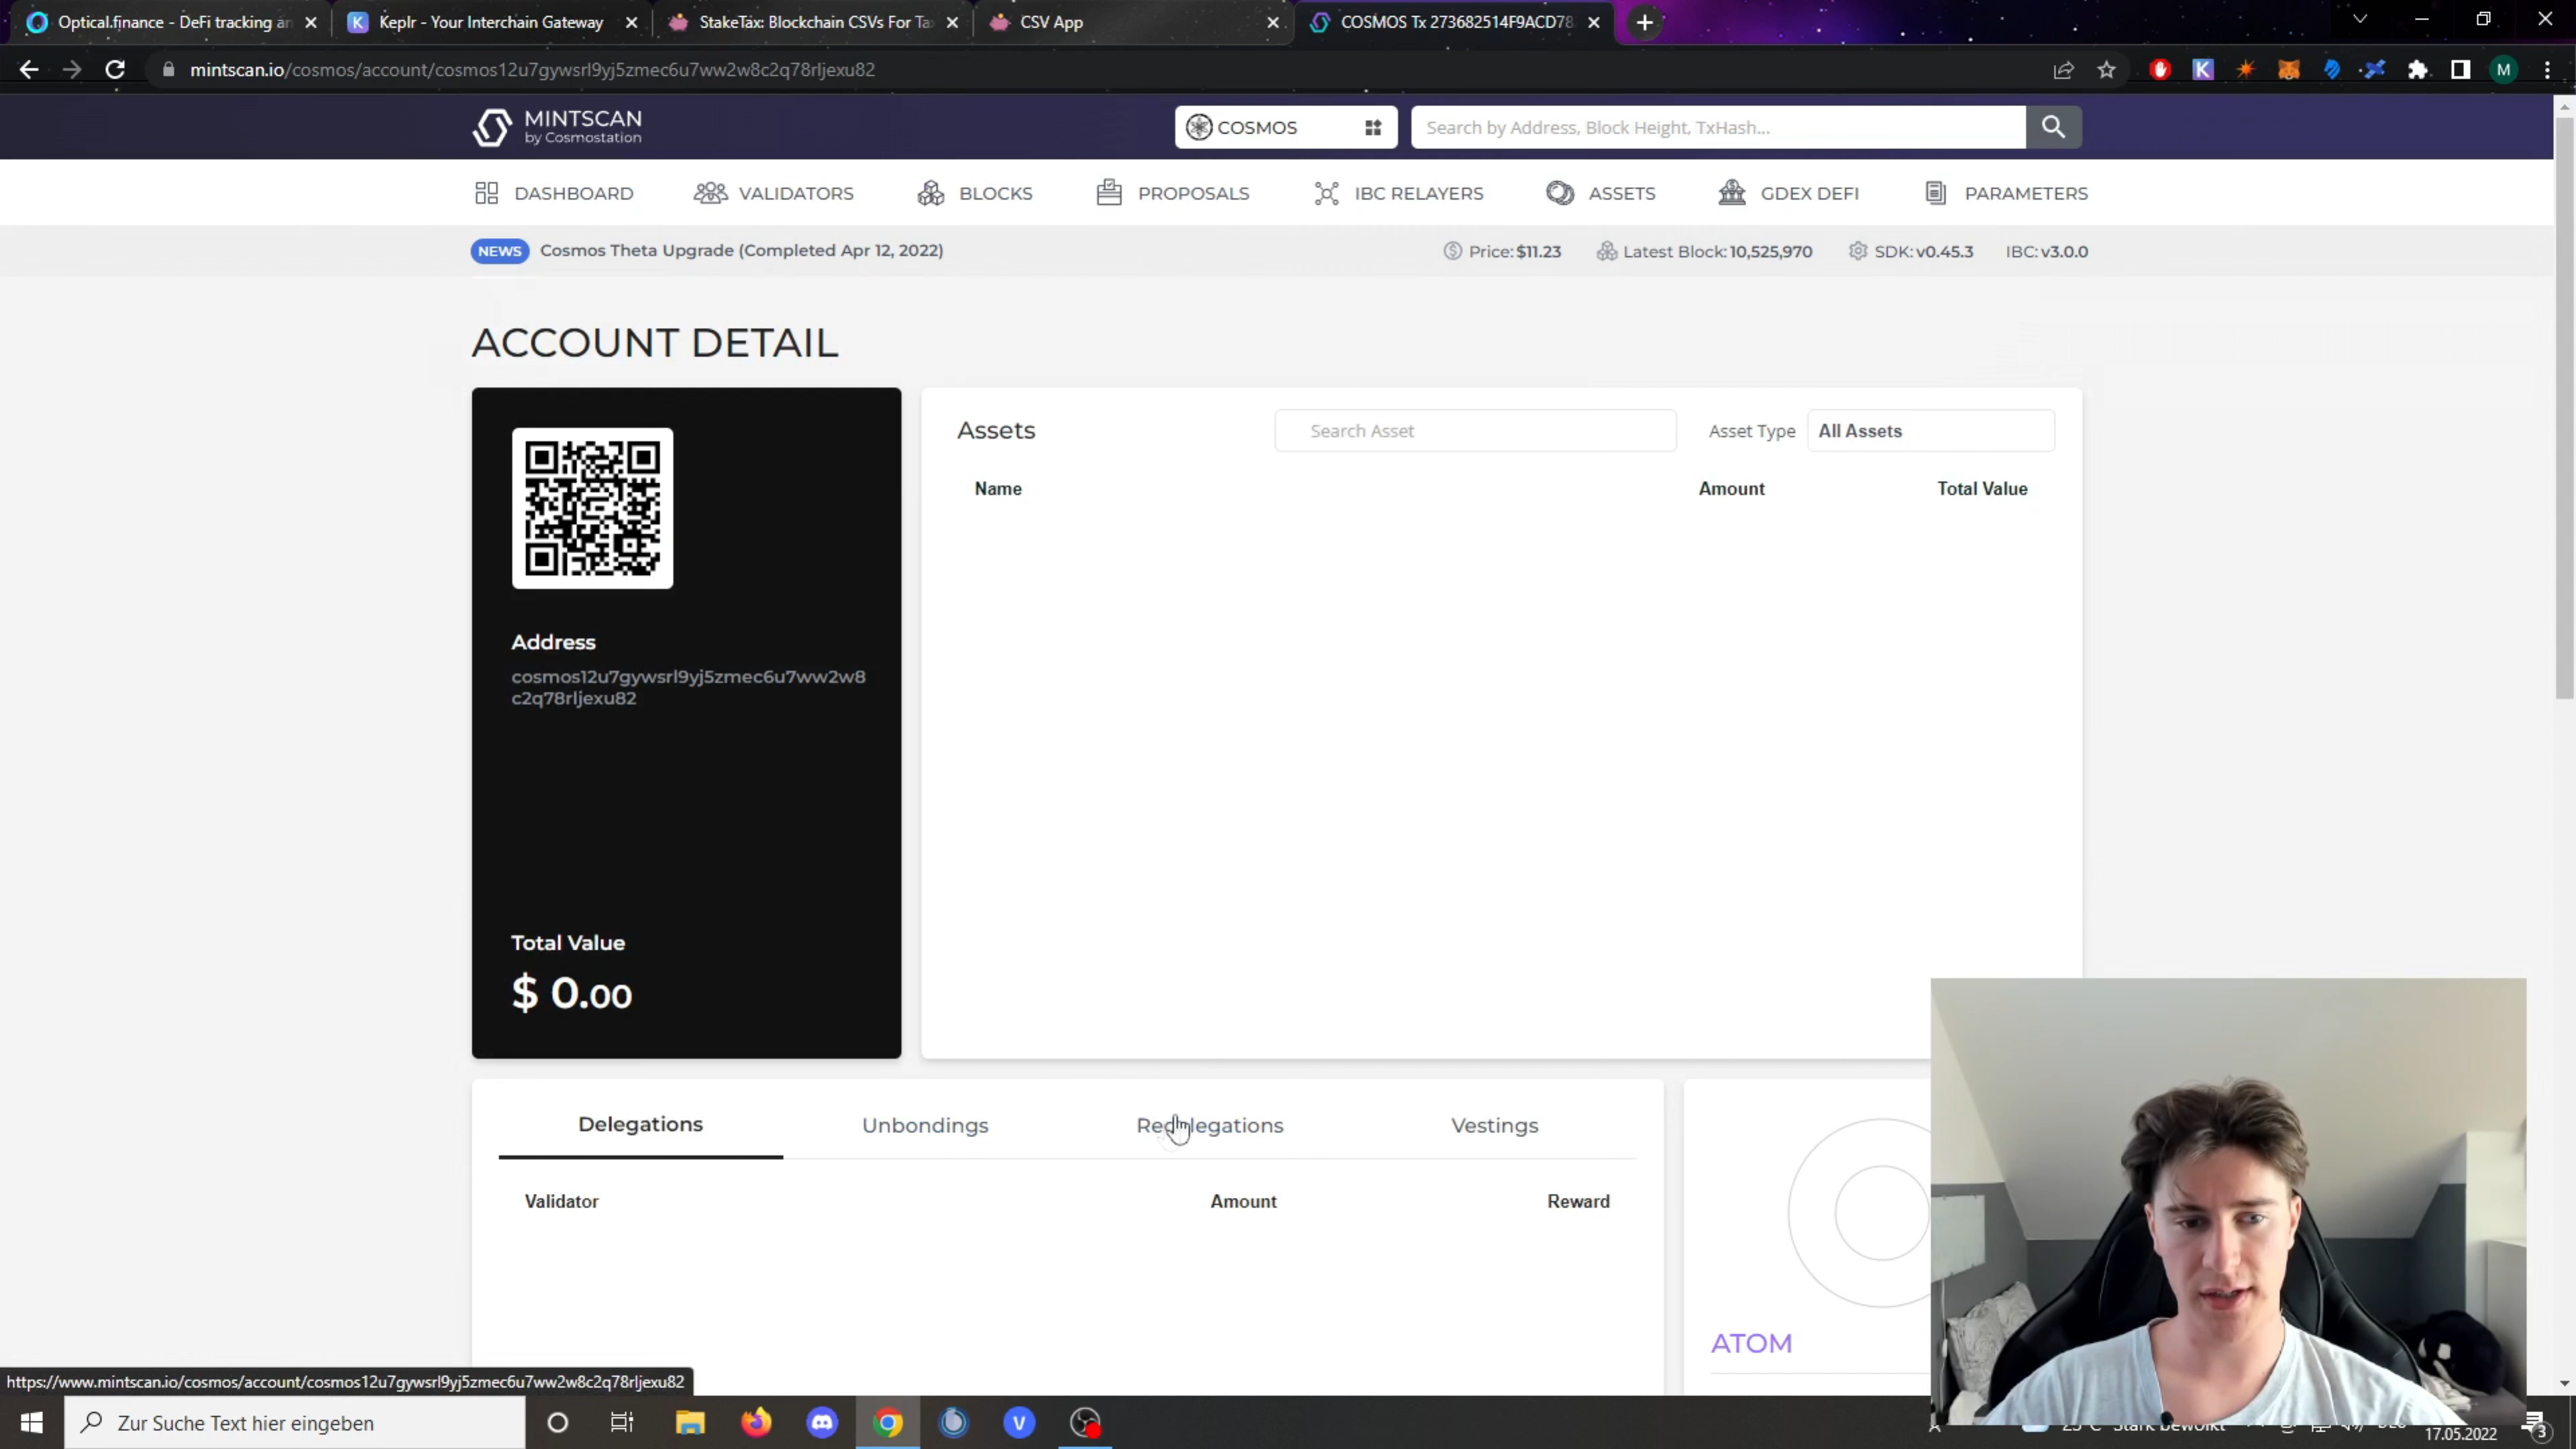 Optical.finance - DeFi tracking an
Keplr - Your Interchain Gateway
StakeTax: Blockchain CSVs For Ta
CSV App
COSMOS Tx 273682514F9ACD78
mintscan.io/cosmos/account/cosmos12u7gywsrl9yj5zmec6u7ww2w8c2q78rljexu82
MINTSCAN
by Cosmostation
COSMOS
Search by Address, Block Height, TxHash...
DASHBOARD
VALIDATORS
BLOCKS
PROPOSALS
IBC RELAYERS
ASSETS
GDEX DEFI
PARAMETERS
NEWS Cosmos Theta Upgrade (Completed Apr 12, 2022)
Price: $11.23
Latest Block: 10,525,970
SDK: v0.45.3
IBC: v3.0.0
ACCOUNT DETAIL
Assets
Search Asset
Asset Type
All Assets
Name
Amount
Total Value
Address
cosmos12u7gywsrl9yj5zmec6u7ww2w8
c2q78rljexu82
Total Value
$ 0.00
Delegations
Unbondings
Redelegations
Vestings
Validator
Amount
Reward
ATOM
https://www.mintscan.io/cosmos/account/cosmos12u7gywsrl9yj5zmec6u7ww2w8c2q78rljexu82
Zur Suche Text hier eingeben
17.05.2022
3